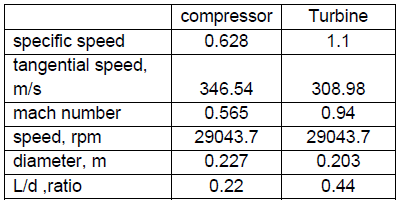 compressor Turbine
specific speed 0.628 1.1
tangential speed,
m/s 346.54 308.98
mach number 0.565 0.94
speed, rpm 29043.7 29043.7
diameter, m 0.227 0.203
L/d ,ratio 0.22 0.44